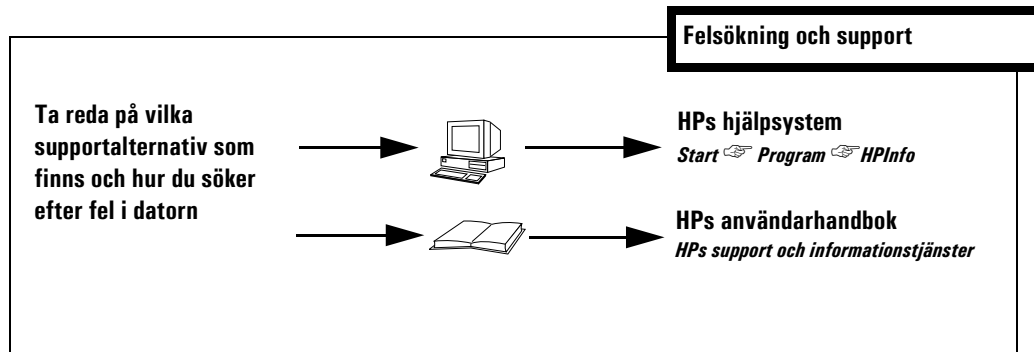 Felsökning och support
Ta reda på vilka
supportalternativ som
finns och hur du söker
efter fel i datorn
HPs hjälpsystem
Start ☞ Program ☞ HPInfo
HPs användarhandbok
HPs support och informationstjänster